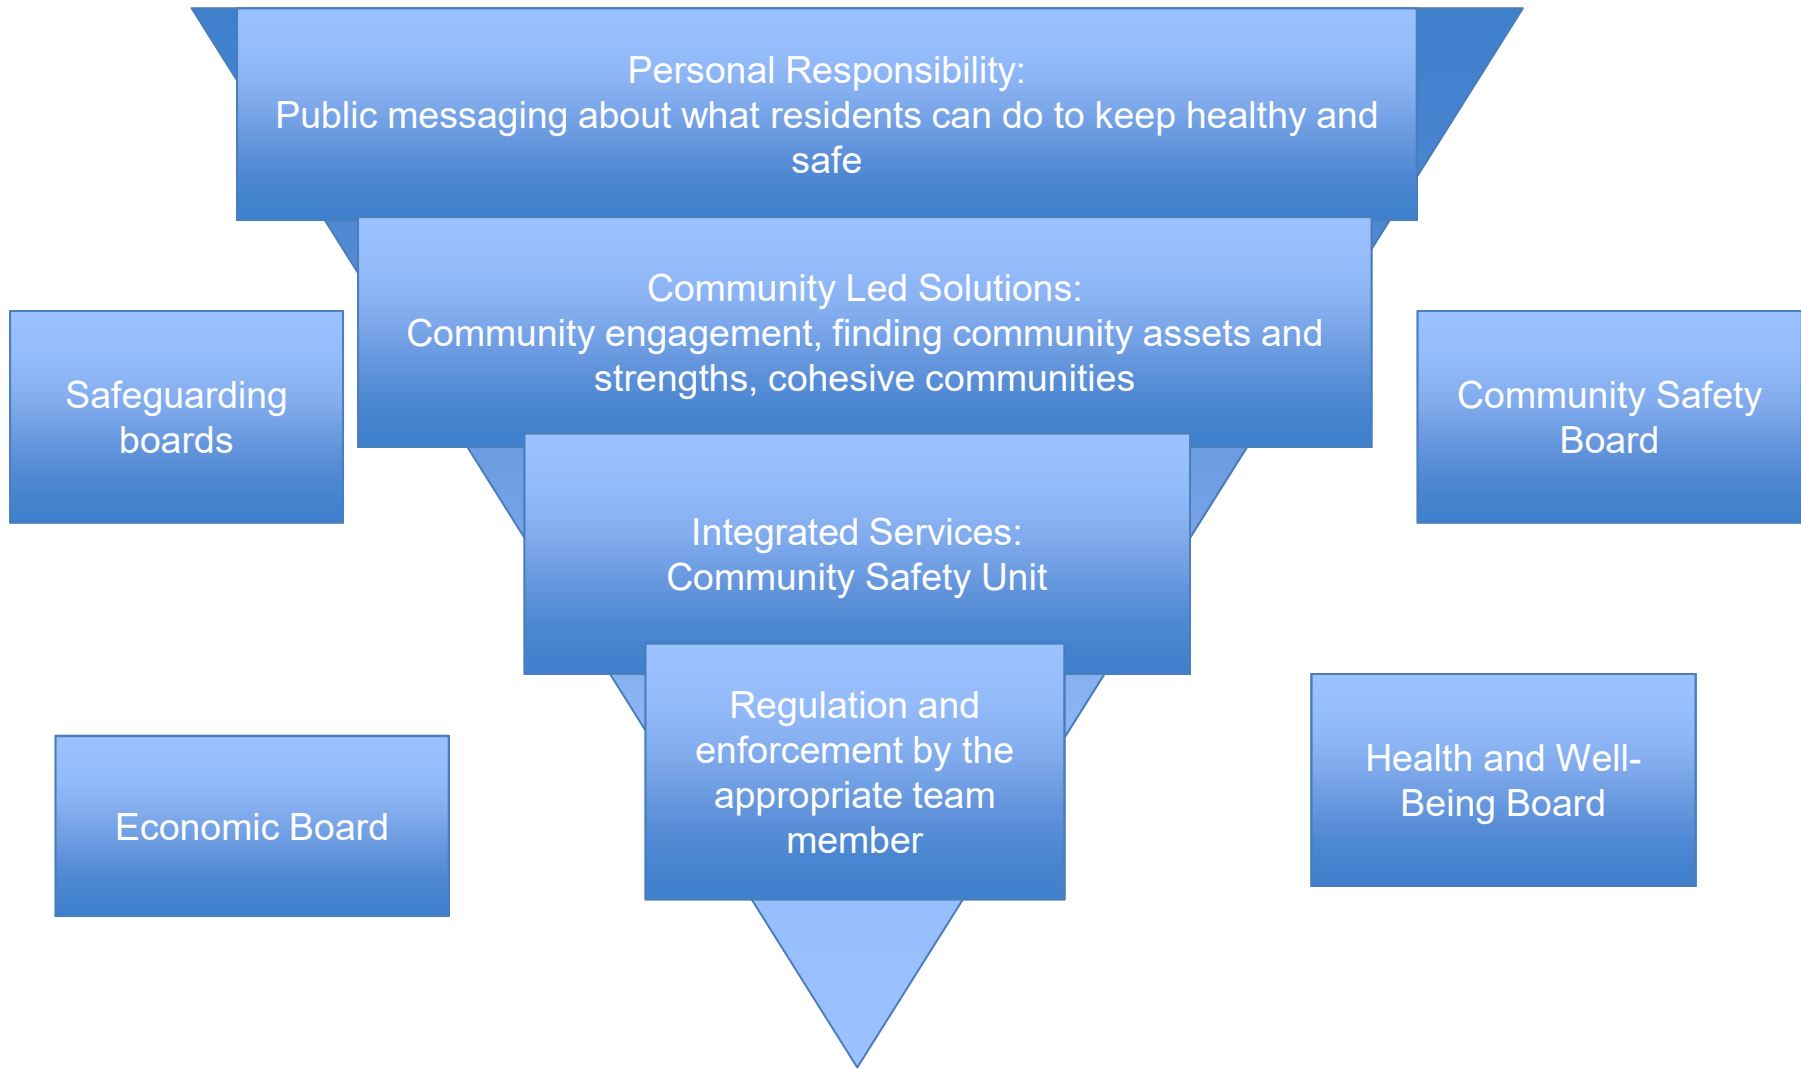 Personal Responsibility:
Public messaging about what residents can do to keep healthy and
safe
Community Led Solutions:
Community engagement, finding community assets and
strengths, cohesive communities
Safeguarding
boards
Community Safety
Board
Integrated Services:
Community Safety Unit
Regulation and
enforcement by the
appropriate team
member
Economic Board
Health and Well-
Being Board